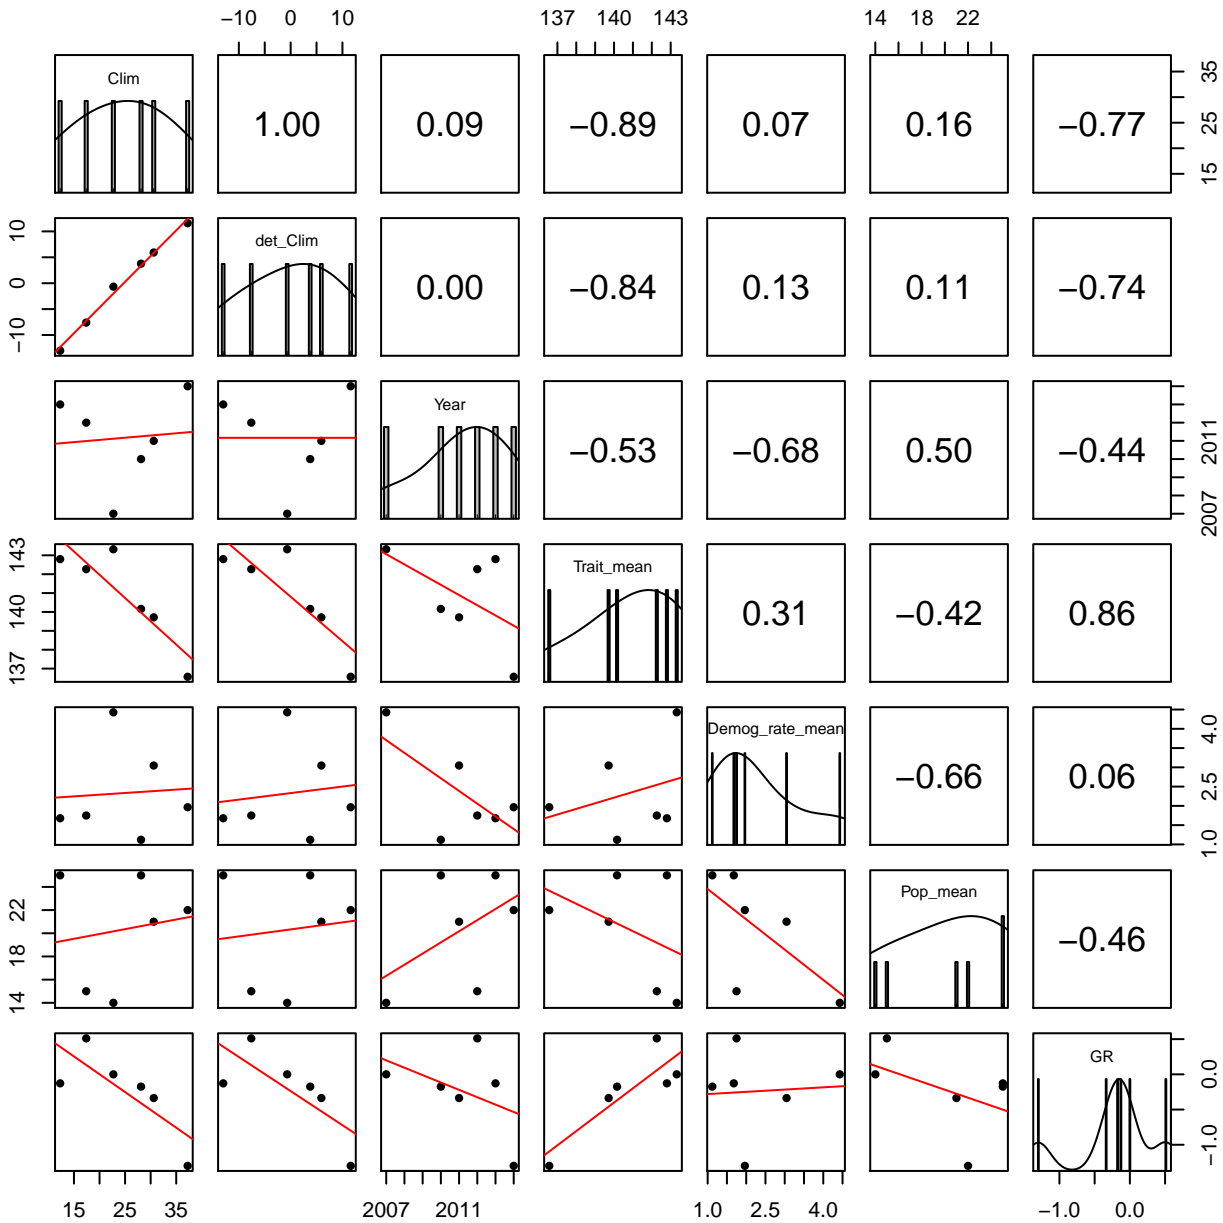 −10 0 10 137 140 143 14 18 22
Clim 1.00 0.09 −0.89 0.07 0.16 −0.77 15 25 35
−10 0 10 det_Clim 0.00 −0.84 0.13 0.11 −0.74
Year −0.53 −0.68 0.50 −0.44 2007 2011
137 140 143 Trait_mean 0.31 −0.42 0.86
Demog_rate_mean −0.66 0.06 1.0 2.5 4.0
14 18 22 Pop_mean −0.46
GR −1.0 0.0
15 25 35 2007 2011 1.0 2.5 4.0 −1.0 0.0